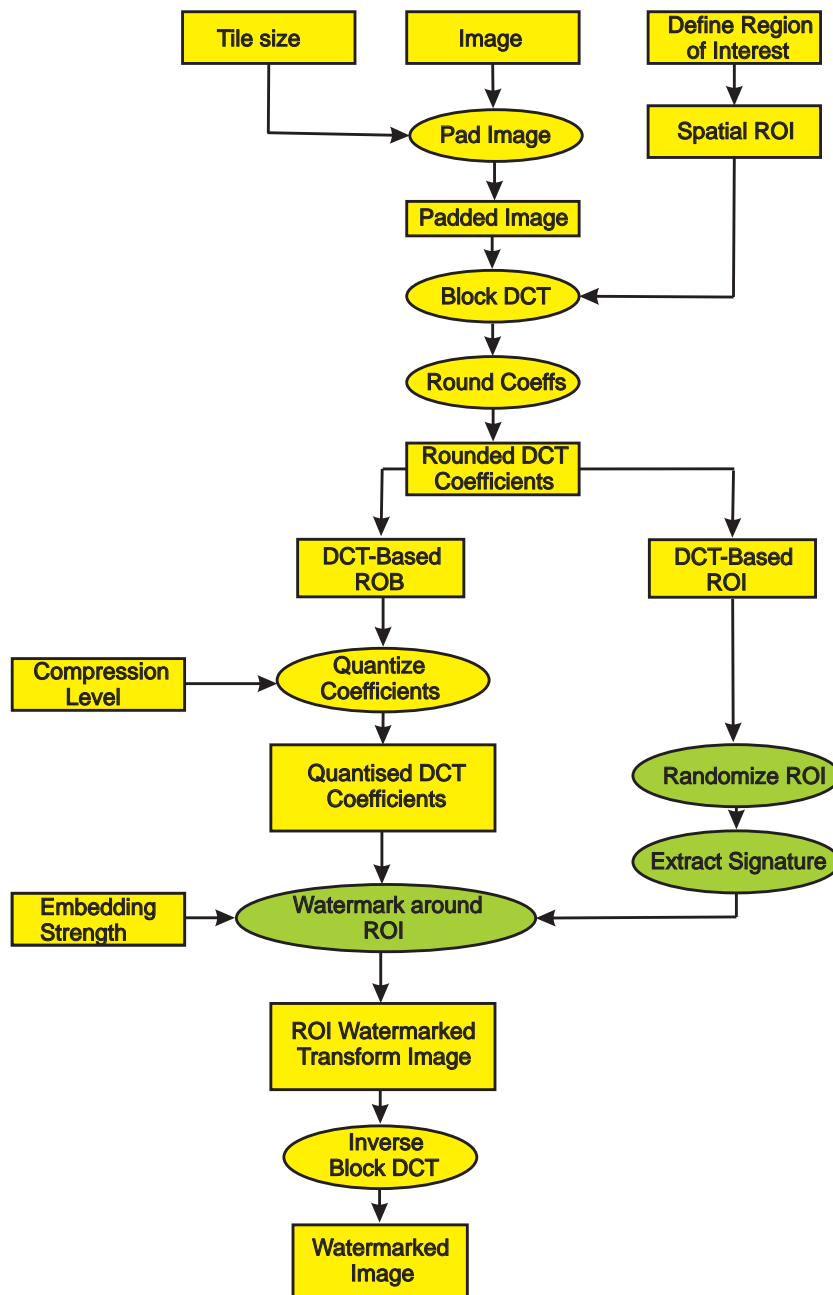 Tile size
Image
Define Region
of Interest
Pad Image
Spatial ROI
Padded Image
Block DCT
Round Coeffs
Rounded DCT
Coefficients
DCT-Based
ROB
DCT-Based
ROI
Compression
Level
Quantize
Coefficients
Quantised DCT
Coefficients
Randomize ROI
Extract Signature
Embedding
Strength
Watermark around
ROI
ROI Watermarked
Transform Image
Inverse
Block DCT
Watermarked
Image